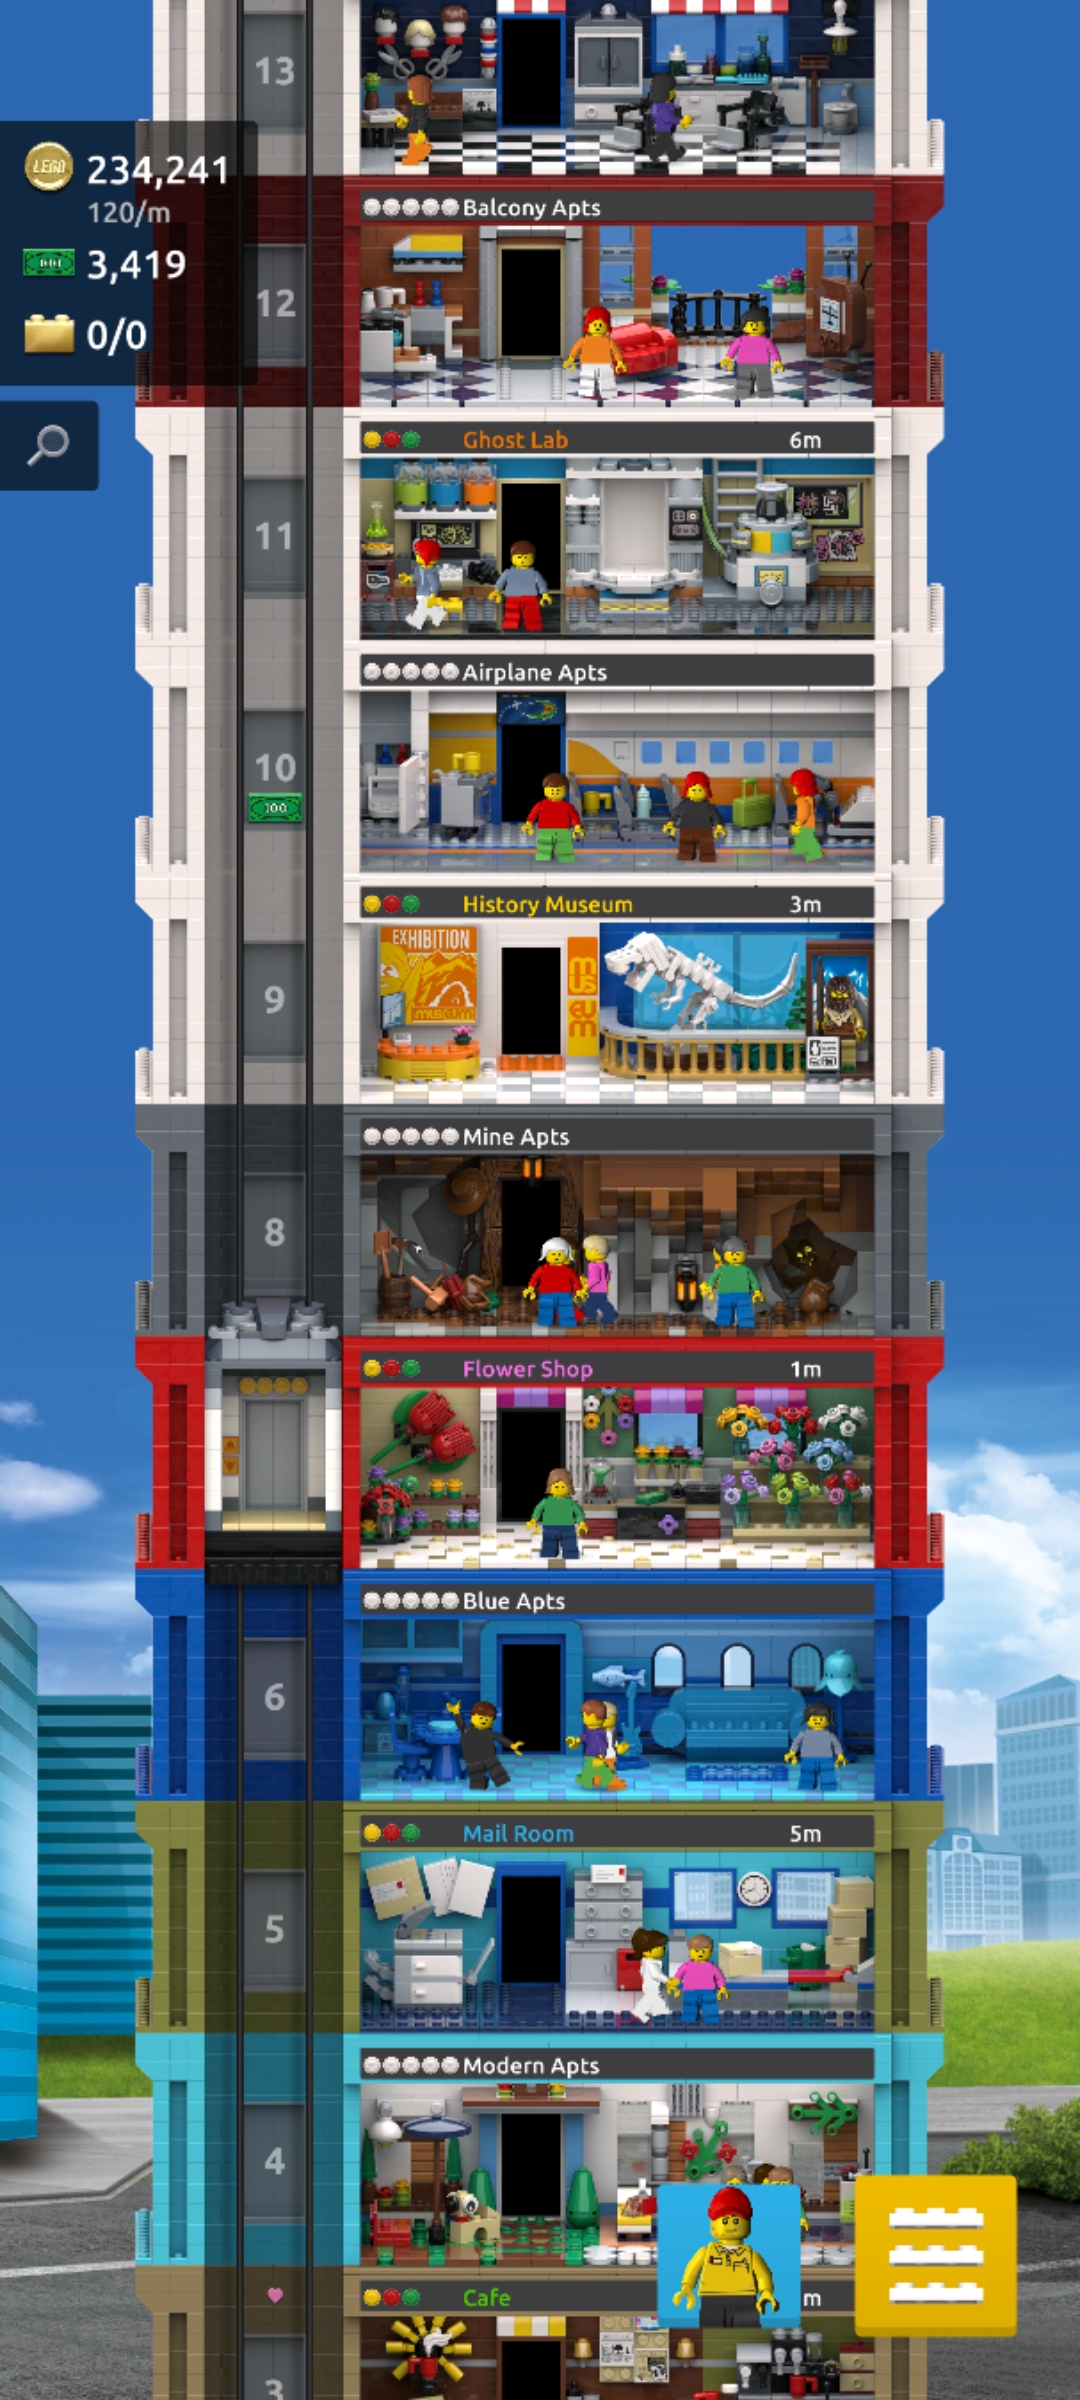 13
LEGO 234,241
120/m
100 3,419
0/0
Balcony Apts
12
Ghost Lab 6m
11
Airplane Apts
10
100
History Museum 3m
EXHIBITION
museum
museum
9
Mine Apts
8
Flower Shop 1m
Blue Apts
6
Mail Room 5m
5
Modern Apts
4
Cafe m
3